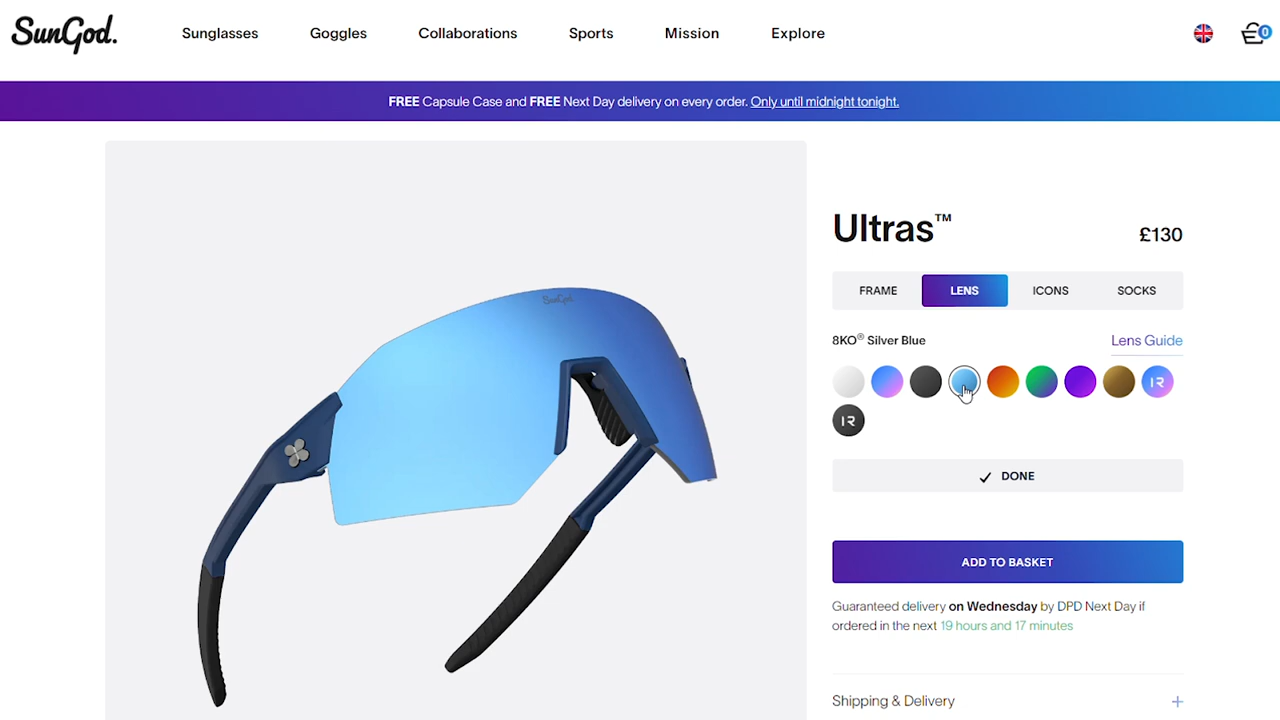 SunGod.
Sunglasses
Goggles
Collaborations
Sports
Mission
Explore
0
FREE Capsule Case and FREE Next Day delivery on every order. Only until midnight tonight.
SunGod
Ultras™
£130
FRAME
LENS
ICONS
SOCKS
8KO® Silver Blue
Lens Guide
IR
IR
DONE
ADD TO BASKET
Guaranteed delivery on Wednesday by DPD Next Day if
ordered in the next 19 hours and 17 minutes
Shipping & Delivery
+